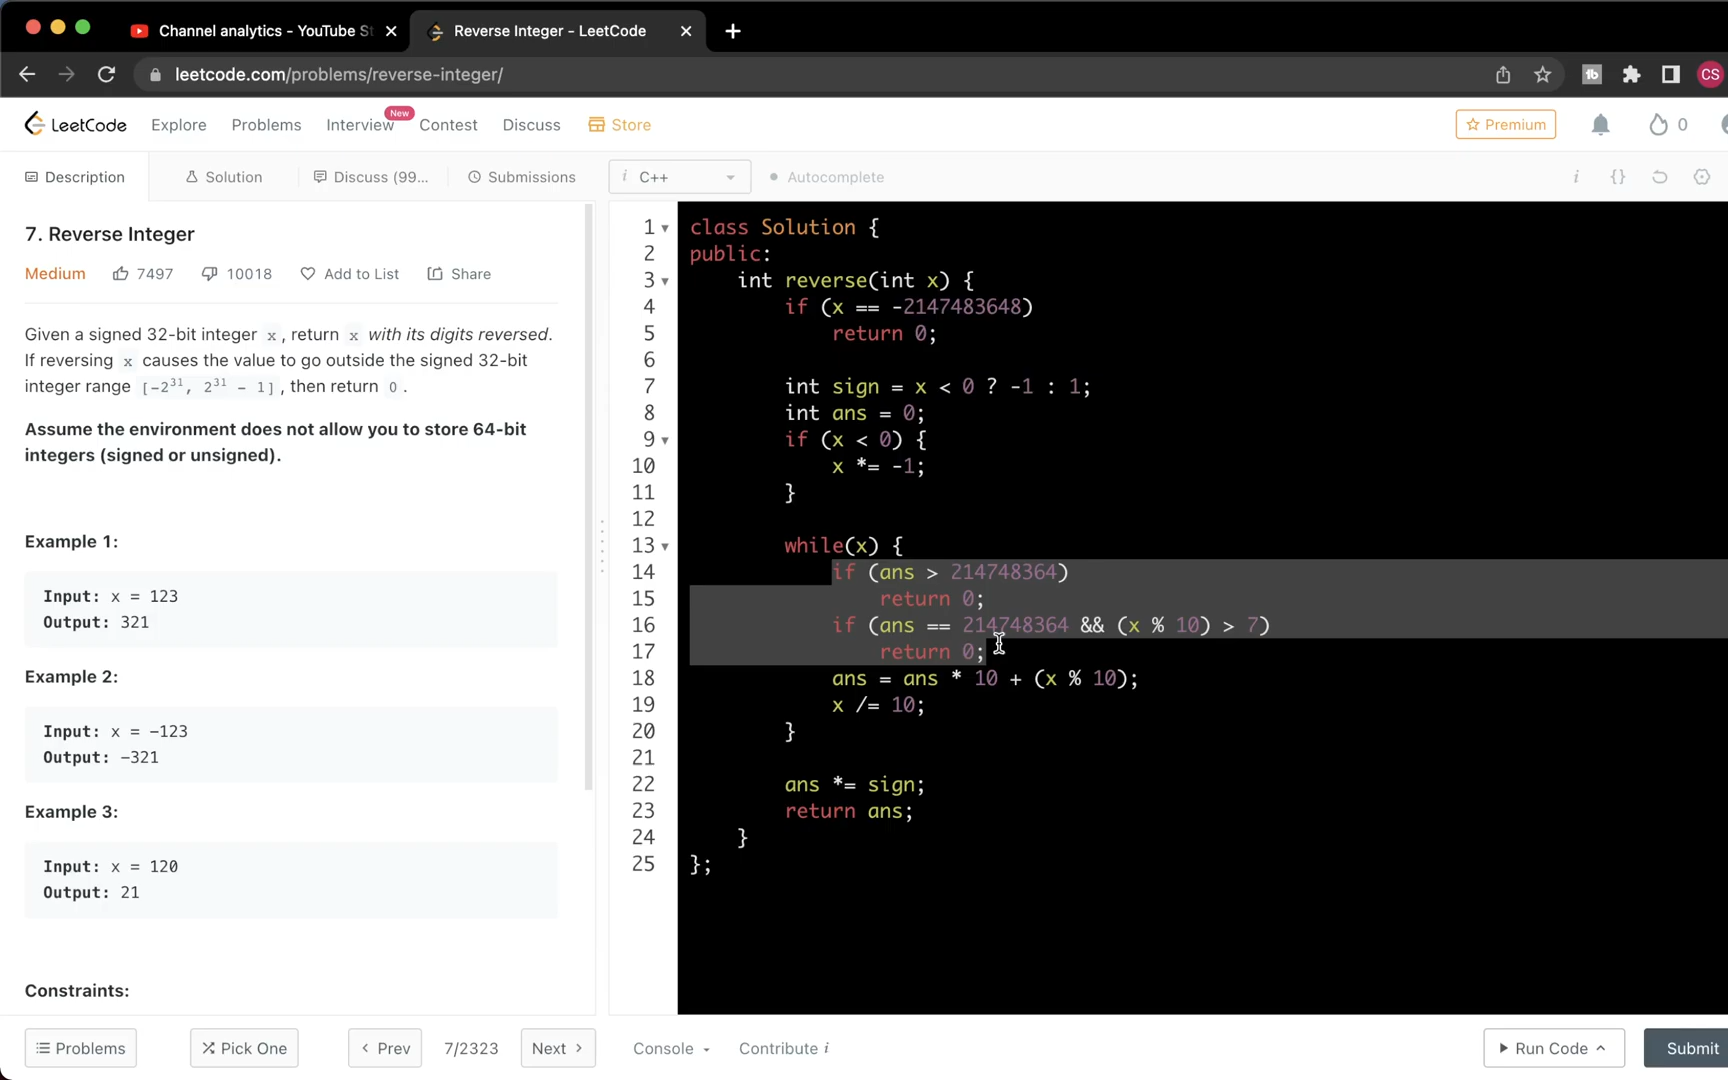 Channel analytics - YouTube St
Reverse Integer - LeetCode
leetcode.com/problems/reverse-integer/
tb
CS
LeetCode
Explore
Problems
Interview
New
Contest
Discuss
Store
Premium
0
Description
Solution
Discuss (99...
Submissions
i C++
Autocomplete
i {}
7. Reverse Integer
Medium
7497
10018
Add to List
Share
Given a signed 32-bit integer x, return x with its digits reversed.
If reversing x causes the value to go outside the signed 32-bit
integer range [-2³¹, 2³¹ - 1], then return 0.
Assume the environment does not allow you to store 64-bit
integers (signed or unsigned).
Example 1:
Input: x = 123
Output: 321
Example 2:
Input: x = -123
Output: -321
Example 3:
Input: x = 120
Output: 21
Constraints:
1 class Solution {
2 public:
3     int reverse(int x) {
4         if (x == -2147483648)
5             return 0;
6
7         int sign = x < 0 ? -1 : 1;
8         int ans = 0;
9         if (x < 0) {
10             x *= -1;
11         }
12
13         while(x) {
14             if (ans > 214748364)
15                 return 0;
16             if (ans == 214748364 && (x % 10) > 7)
17                 return 0;
18             ans = ans * 10 + (x % 10);
19             x /= 10;
20         }
21
22         ans *= sign;
23         return ans;
24     }
25 };
Problems
Pick One
< Prev
7/2323
Next >
Console
Contribute i
Run Code
Submit